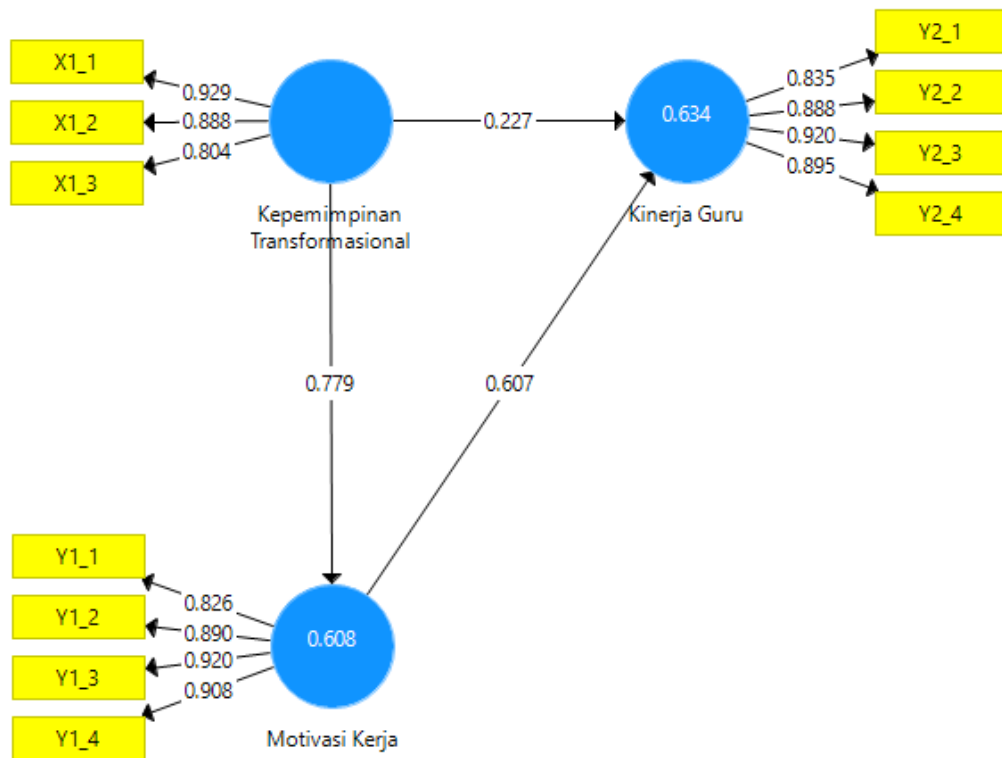 X1_1
X1_2
X1_3
0.929
0.888
0.804
Kepemimpinan
Transformasional
0.227
0.634
Kinerja Guru
0.835
0.888
0.920
0.895
Y2_1
Y2_2
Y2_3
Y2_4
0.779
0.607
Y1_1
Y1_2
Y1_3
Y1_4
0.826
0.890
0.920
0.908
0.608
Motivasi Kerja